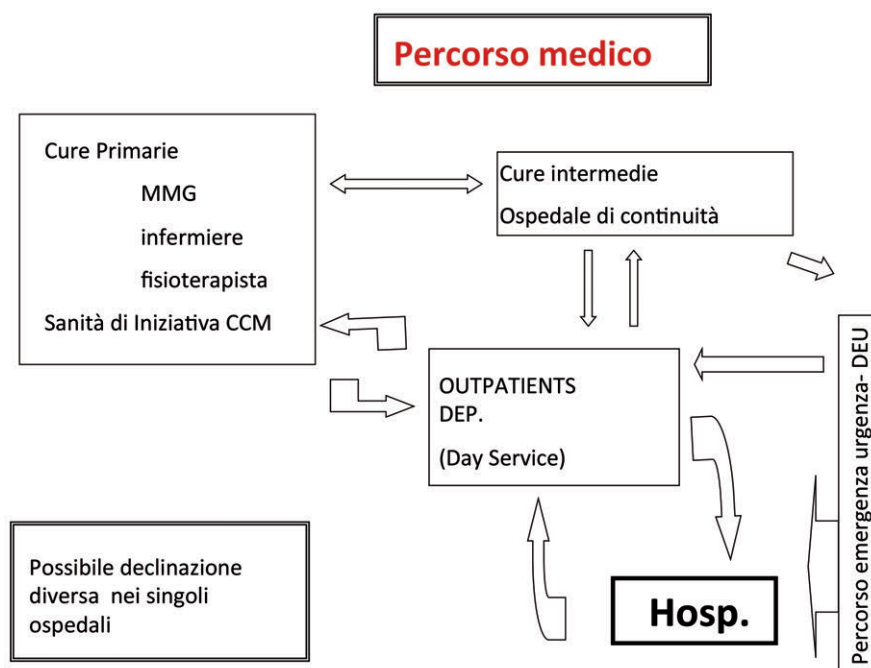 Percorso medico
Cure Primarie
MMG
infermiere
fisioterapista
Sanità di Iniziativa CCM
Cure intermedie
Ospedale di continuità
OUTPATIENTS
DEP.
(Day Service)
Percorso emergenza urgenza- DEU
Possibile declinazione
diversa nei singoli
ospedali
Hosp.